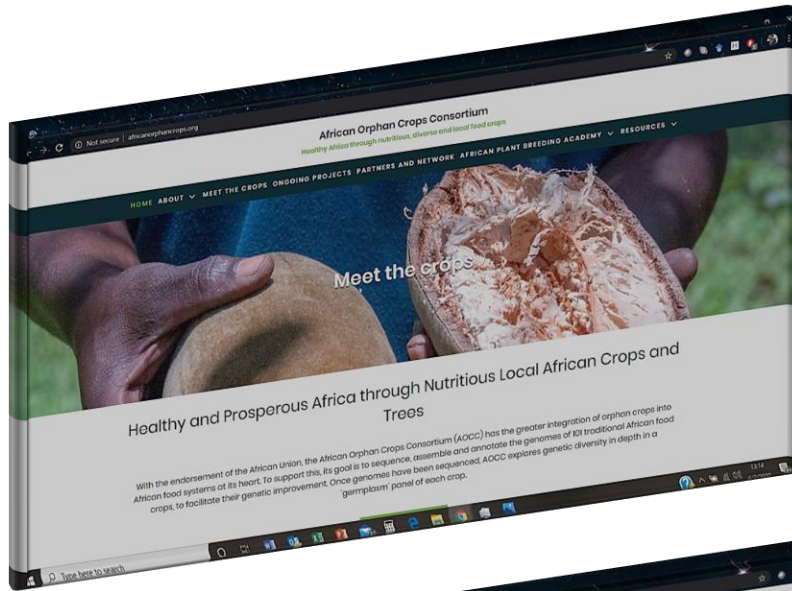 Not secure | africanorphancrops.org
African Orphan Crops Consortium
Healthy Africa through nutritious, diverse and local food crops
HOME ABOUT MEET THE CROPS ONGOING PROJECTS PARTNERS AND NETWORK AFRICAN PLANT BREEDING ACADEMY RESOURCES
Meet the crops
Healthy and Prosperous Africa through Nutritious Local African Crops and
Trees
With the endorsement of the African Union, the African Orphan Crops Consortium (AOCC) has the greater integration of orphan crops into
African food systems at its heart. To support this, its goal is to sequence, assemble and annotate the genomes of 101 traditional African food
crops, to facilitate their genetic improvement. Once genomes have been sequenced, AOCC explores genetic diversity in depth in a
'germplasm' panel of each crop.
Type here to search
13:14